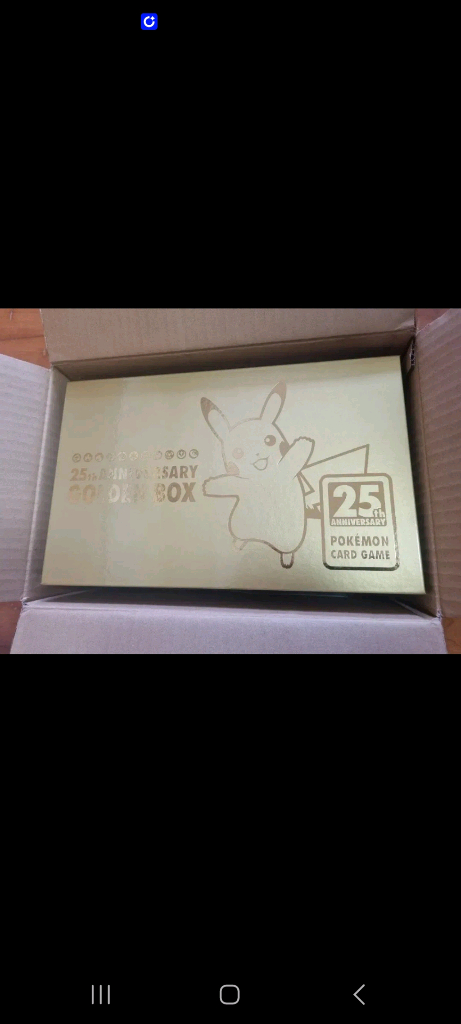 25th ANNIVERSARY
GOLDEN BOX
25th
ANNIVERSARY
POKÉMON
CARD GAME